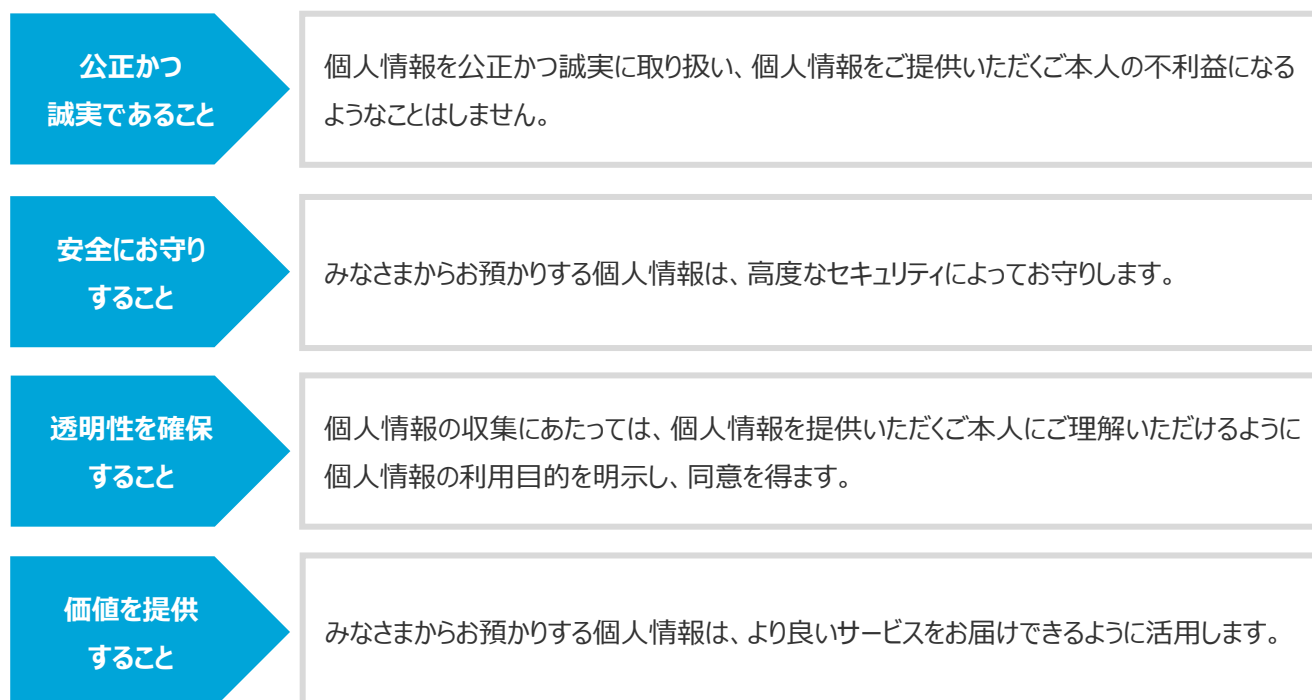 公正かつ
誠実であること
個人情報を公正かつ誠実に取り扱い、個人情報をご提供いただくご本人の不利益になる
ようなことはしません。
安全にお守り
すること
みなさまからお預かりする個人情報は、高度なセキュリティによってお守りします。
透明性を確保
すること
個人情報の収集にあたっては、個人情報を提供いただくご本人にご理解いただけるように
個人情報の利用目的を明示し、同意を得ます。
価値を提供
すること
みなさまからお預かりする個人情報は、より良いサービスをお届けできるように活用します。